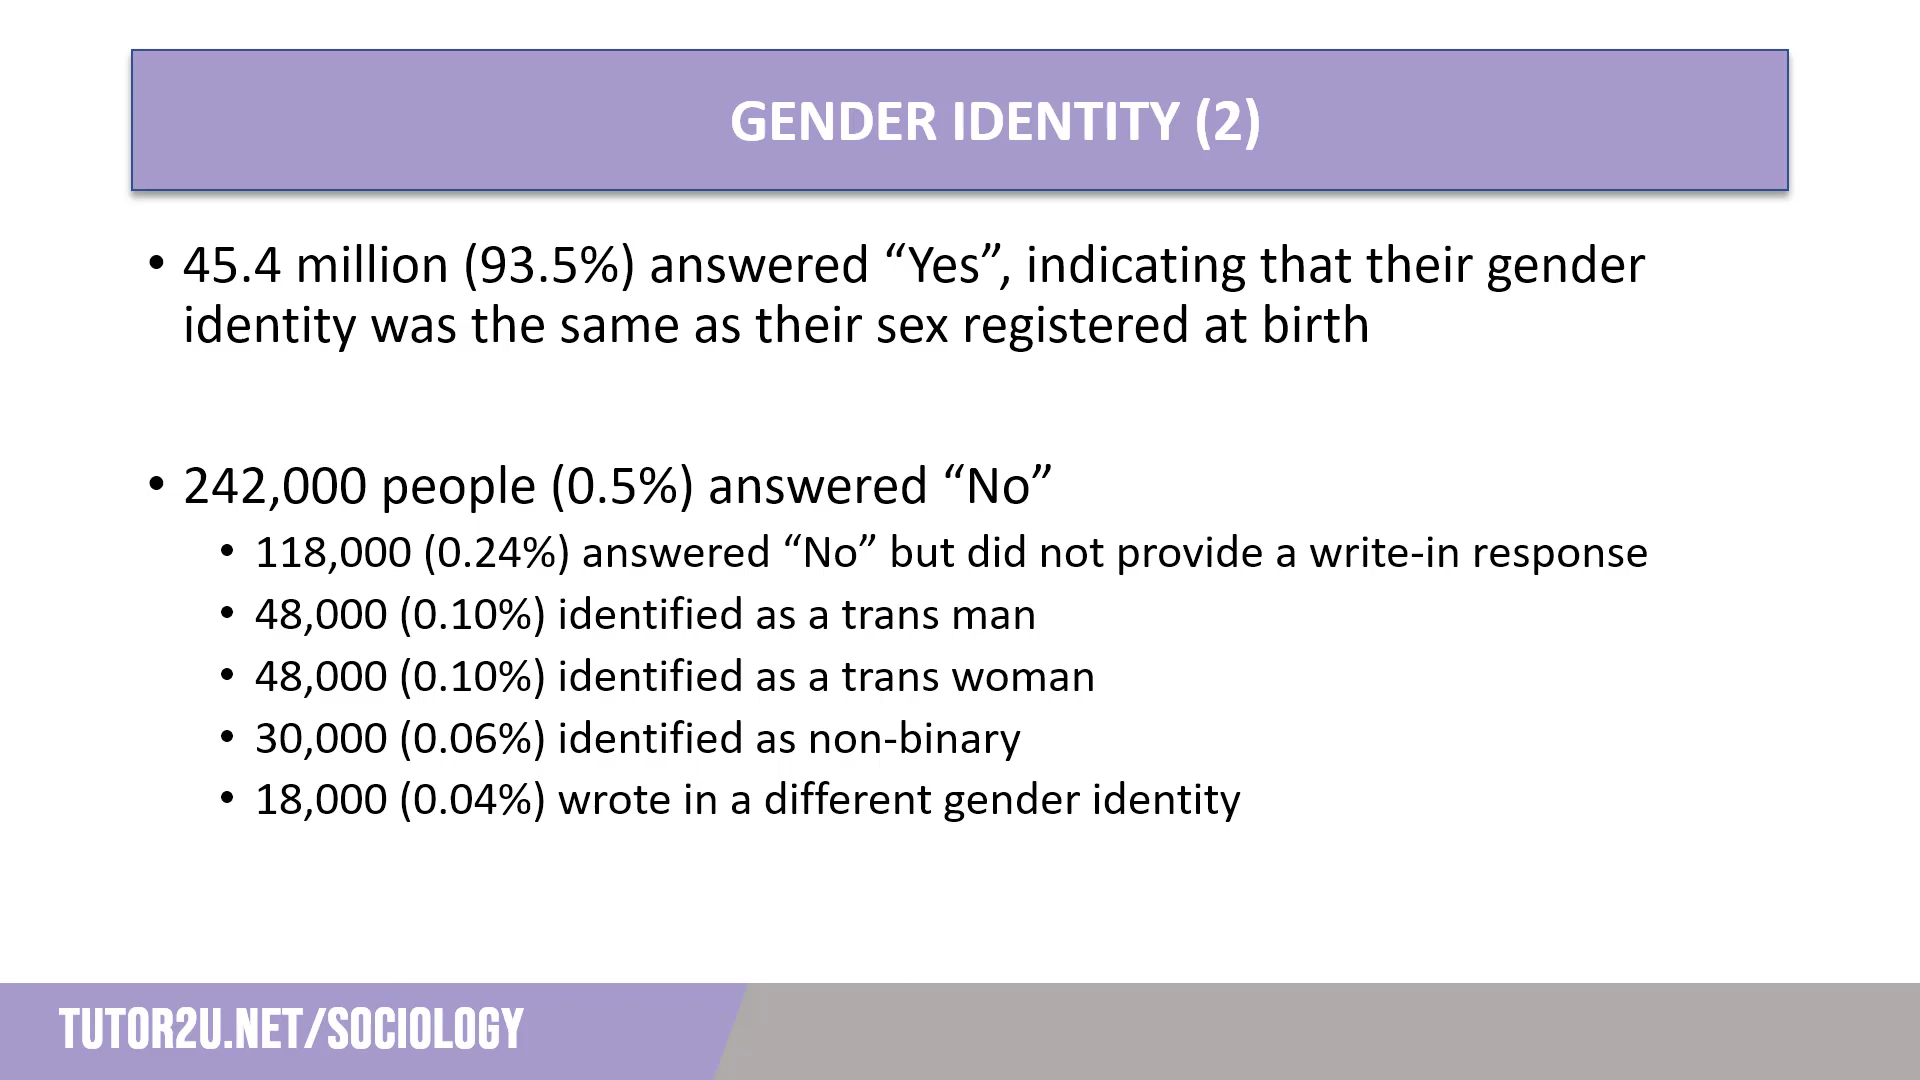 GENDER IDENTITY (2)
• 45.4 million (93.5%) answered “Yes”, indicating that their gender
identity was the same as their sex registered at birth
• 242,000 people (0.5%) answered “No”
• 118,000 (0.24%) answered “No” but did not provide a write-in response
• 48,000 (0.10%) identified as a trans man
• 48,000 (0.10%) identified as a trans woman
• 30,000 (0.06%) identified as non-binary
• 18,000 (0.04%) wrote in a different gender identity
TUTOR2U.NET/SOCIOLOGY